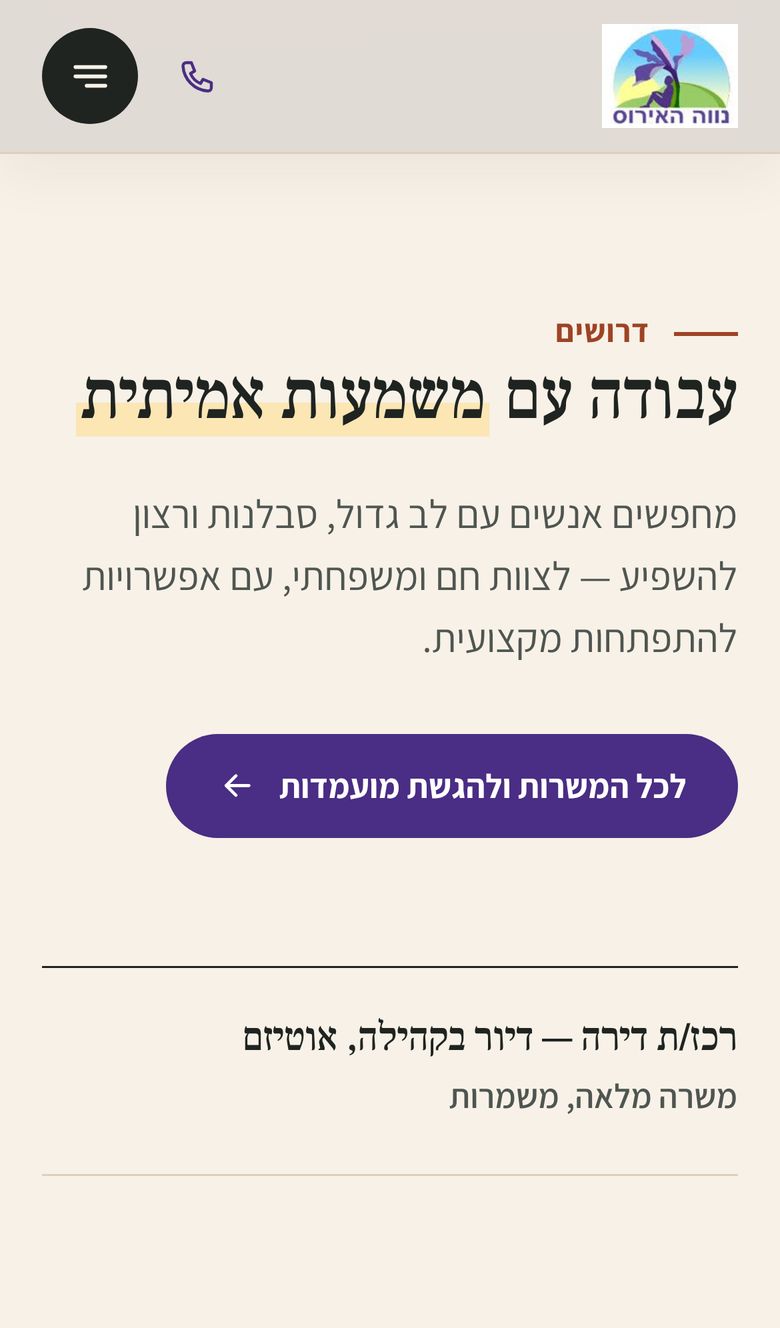 נווה האירוס
דרושים
עבודה עם משמעות אמיתית
מחפשים אנשים עם לב גדול, סבלנות ורצון
להשפיע — לצוות חם ומשפחתי, עם אפשרויות
להתפתחות מקצועית.
לכל המשרות ולהגשת מועמדות ←
רכז/ת דירה — דיור בקהילה, אוטיזם
משרה מלאה, משמרות